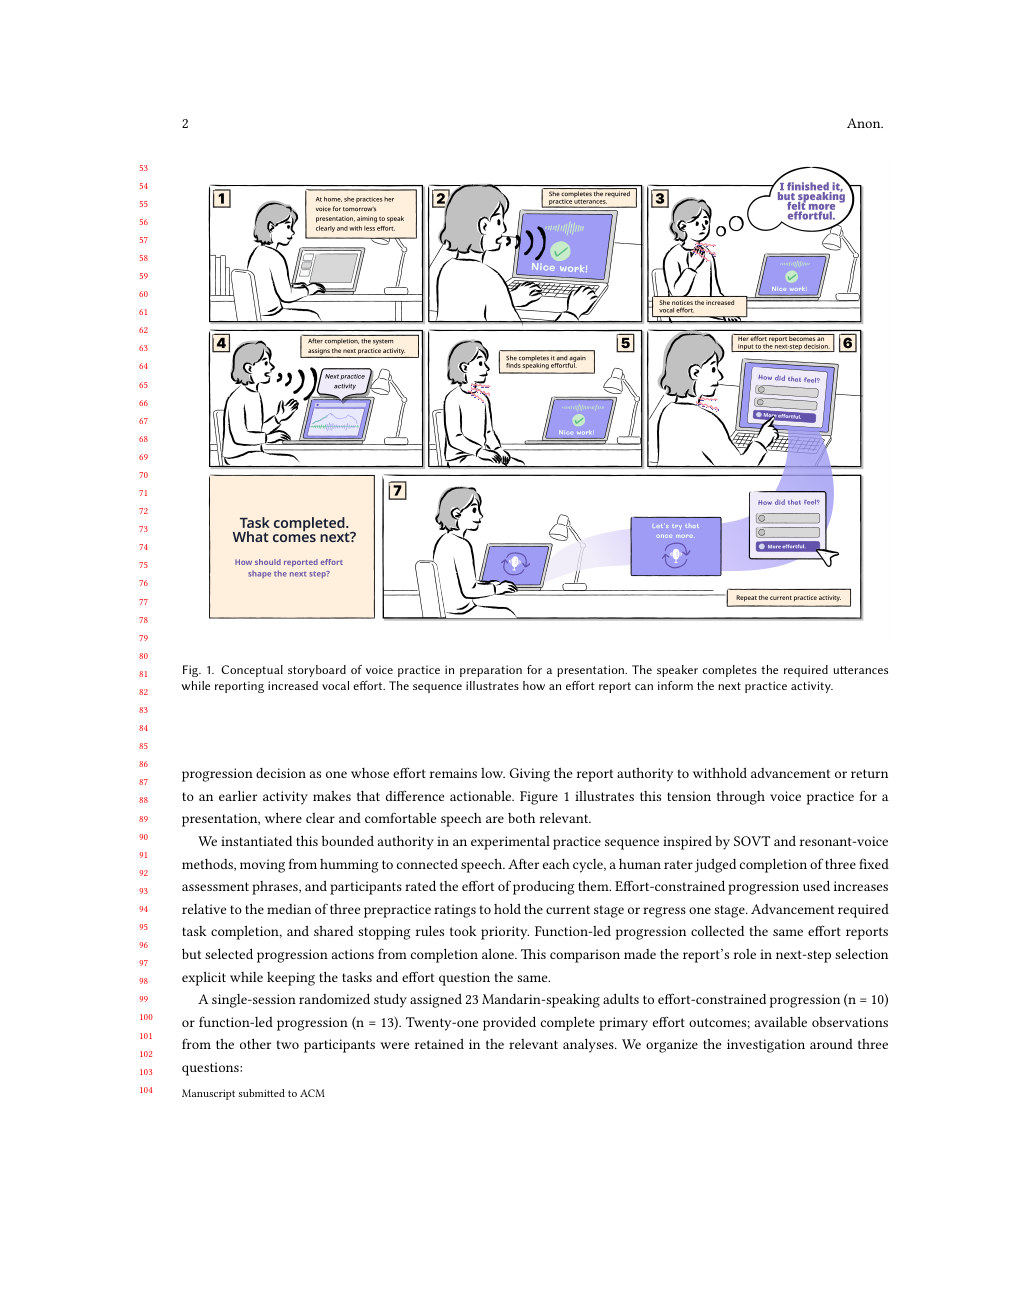 2
Anon.
53
54
55
56
57
58
59
60
61
62
63
64
65
66
67
68
69
70
71
72
73
74
75
76
77
78
79
80
81
82
83
84
85
86
87
88
89
90
91
92
93
94
95
96
97
98
99
100
101
102
103
104
1
At home, she practices her
voice for tomorrow's
presentation, aiming to speak
clearly and with less effort.
2
She completes the required
practice utterances.
Nice work!
3
I finished it,
but speaking
felt more
effortful.
Nice work!
She notices the increased
vocal effort.
4
After completion, the system
assigns the next practice activity.
Next practice
activity
5
She completes it and again
finds speaking effortful.
Nice work!
6
Her effort report becomes an
input to the next-step decision.
How did that feel?
More effortful.
Task completed.
What comes next?
How should reported effort
shape the next step?
7
Let's try that
once more.
How did that feel?
More effortful.
Repeat the current practice activity.
Fig. 1. Conceptual storyboard of voice practice in preparation for a presentation. The speaker completes the required utterances
while reporting increased vocal effort. The sequence illustrates how an effort report can inform the next practice activity.
progression decision as one whose effort remains low. Giving the report authority to withhold advancement or return
to an earlier activity makes that difference actionable. Figure 1 illustrates this tension through voice practice for a
presentation, where clear and comfortable speech are both relevant.
We instantiated this bounded authority in an experimental practice sequence inspired by SOVT and resonant-voice
methods, moving from humming to connected speech. After each cycle, a human rater judged completion of three fixed
assessment phrases, and participants rated the effort of producing them. Effort-constrained progression used increases
relative to the median of three prepractice ratings to hold the current stage or regress one stage. Advancement required
task completion, and shared stopping rules took priority. Function-led progression collected the same effort reports
but selected progression actions from completion alone. This comparison made the report's role in next-step selection
explicit while keeping the tasks and effort question the same.
A single-session randomized study assigned 23 Mandarin-speaking adults to effort-constrained progression (n = 10)
or function-led progression (n = 13). Twenty-one provided complete primary effort outcomes; available observations
from the other two participants were retained in the relevant analyses. We organize the investigation around three
questions:
Manuscript submitted to ACM